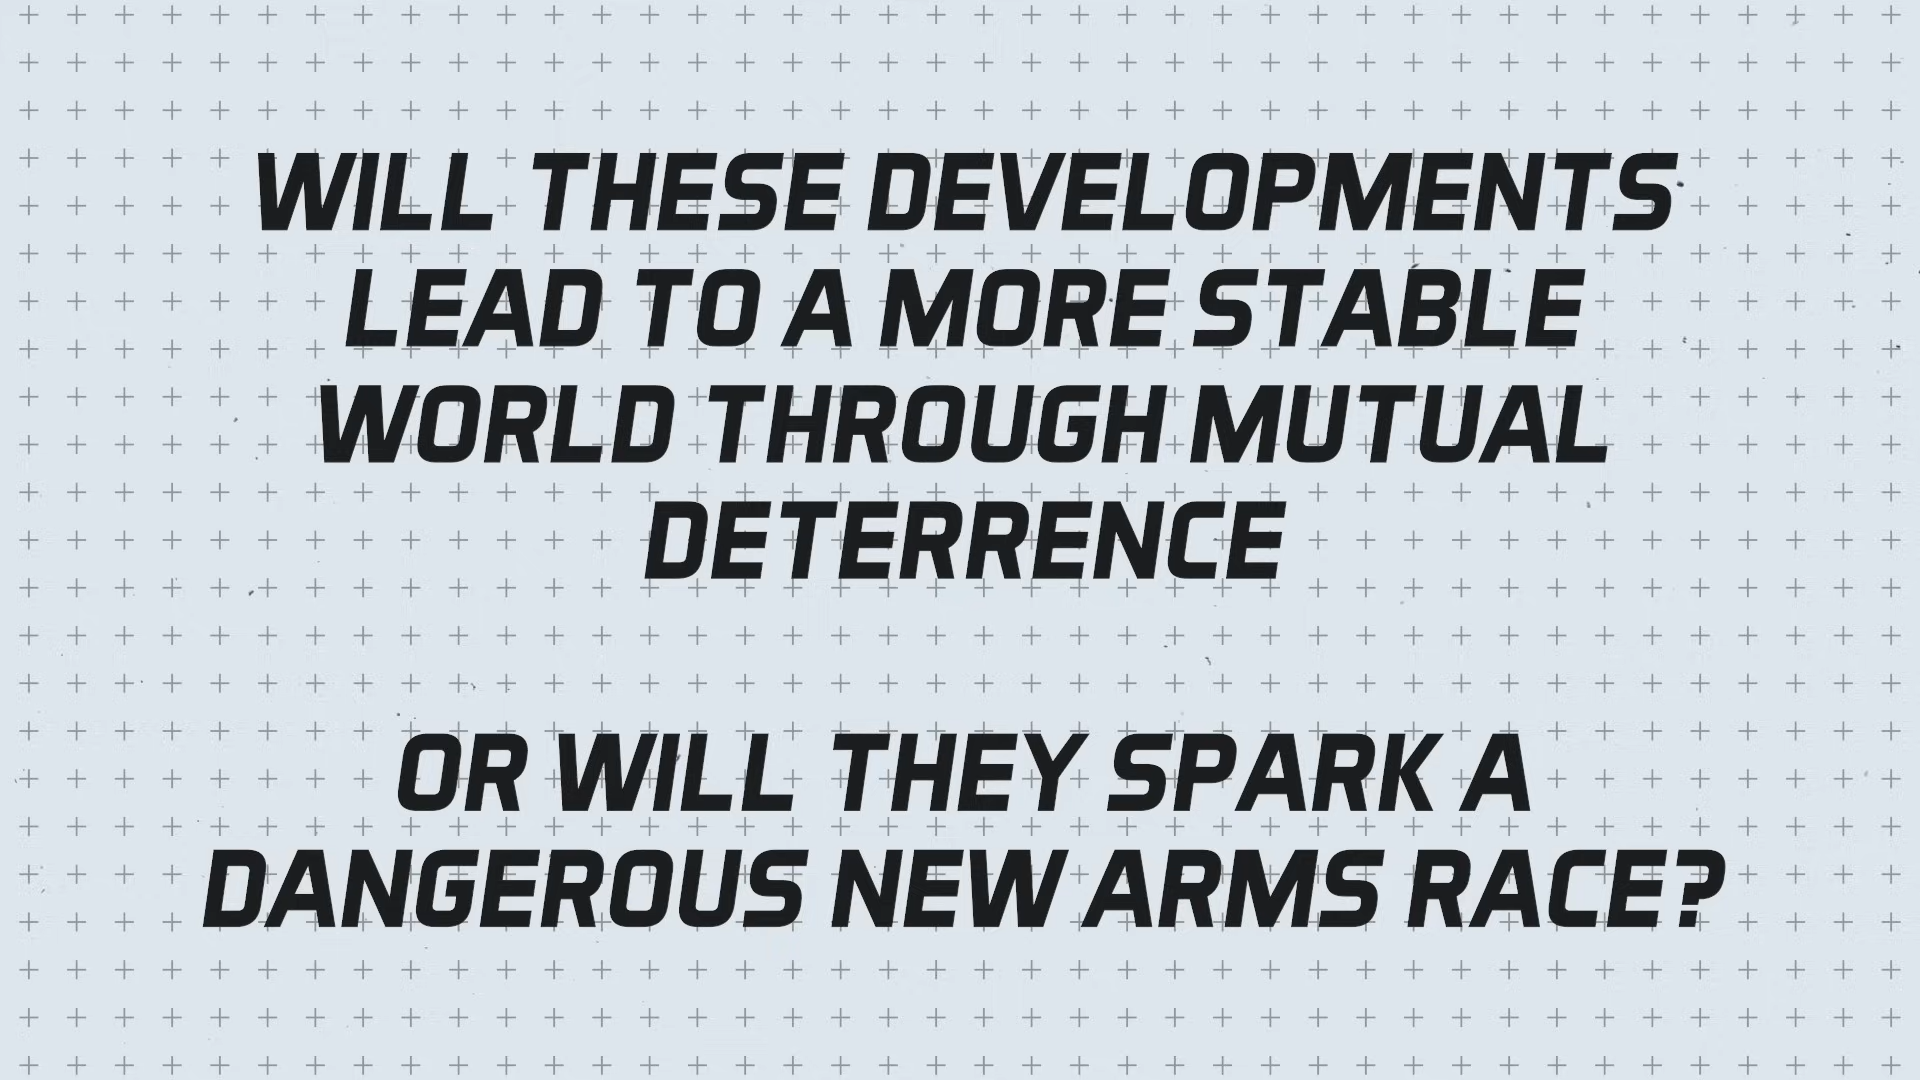 WILL THESE DEVELOPMENTS
LEAD TO A MORE STABLE
WORLD THROUGH MUTUAL
DETERRENCE
OR WILL THEY SPARK A
DANGEROUS NEW ARMS RACE?